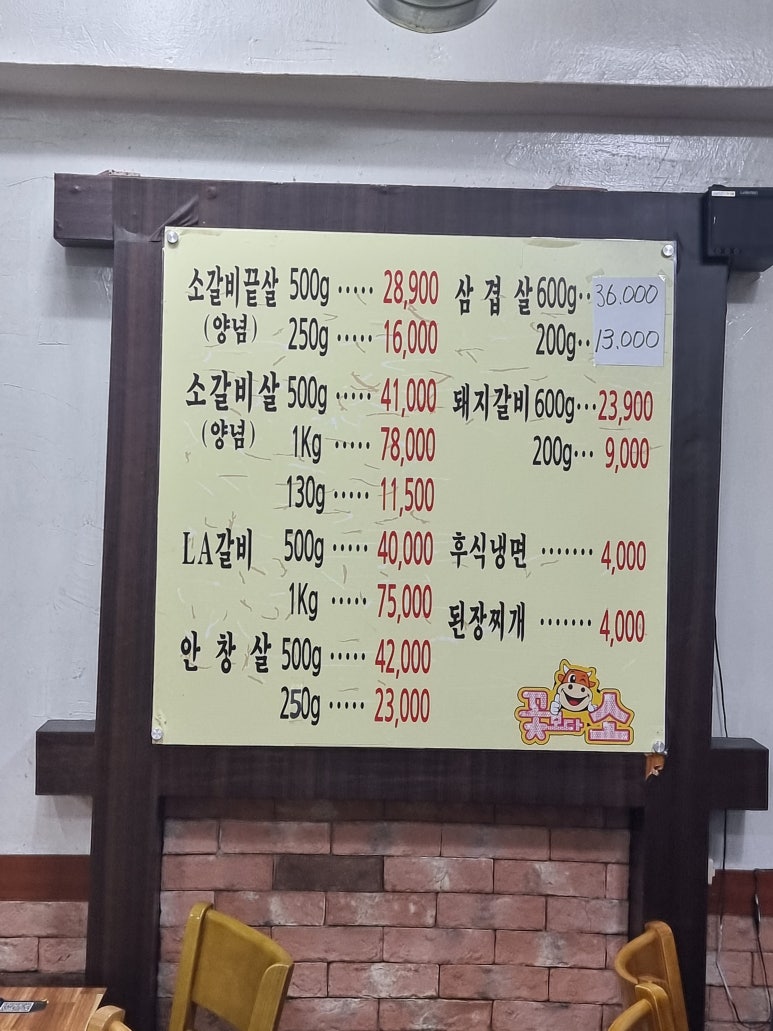 소갈비끝살 500g ····· 28,900
(양념) 250g ····· 16,000
소갈비살 500g ····· 41,000
(양념) 1Kg ····· 78,000
130g ····· 11,500
LA갈비 500g ····· 40,000
1Kg ····· 75,000
안 창 살 500g ····· 42,000
250g ····· 23,000
삼 겹 살 600g·· 36.000
200g·· 13.000
돼지갈비 600g··· 23,900
200g··· 9,000
후식냉면 ······· 4,000
된장찌개 ······· 4,000
꽃보다 소